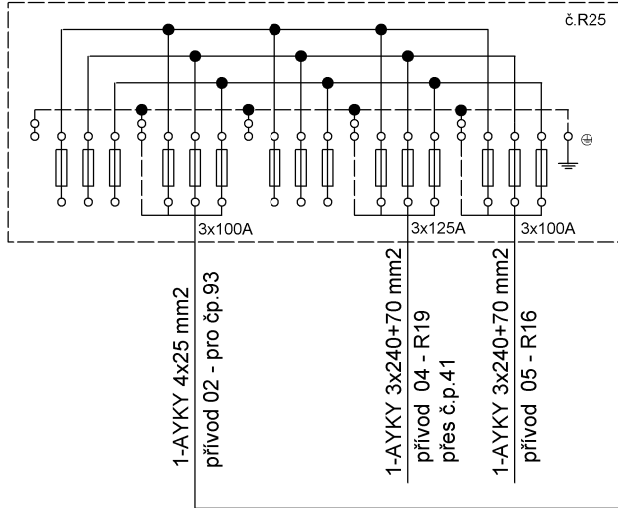 č.R25
3x100A
3x125A
3x100A
1-AYKY 4x25 mm2
přívod 02 - pro čp.93
1-AYKY 3x240+70 mm2
přívod 04 - R19
přes č.p.41
1-AYKY 3x240+70 mm2
přívod 05 - R16